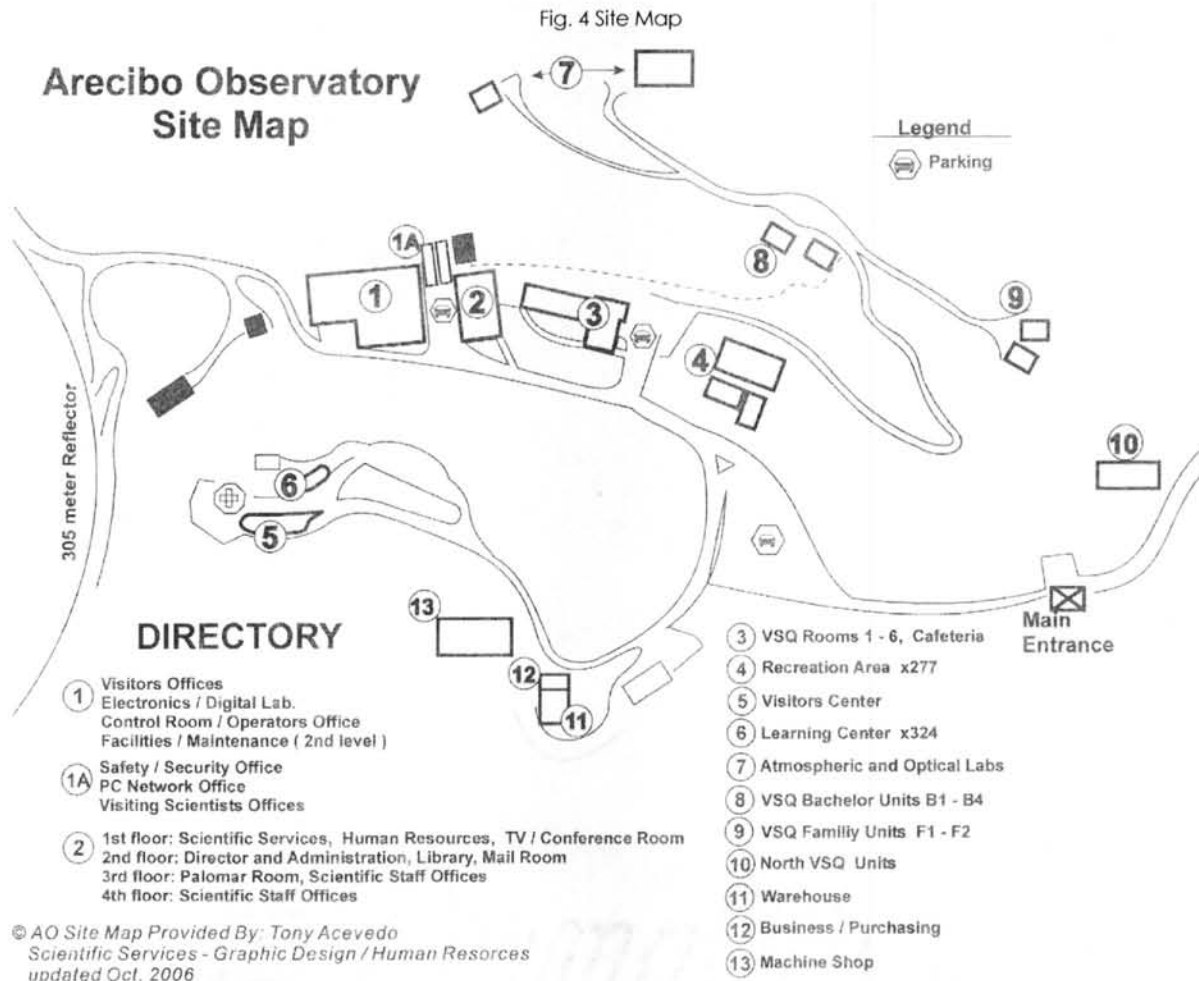 Fig. 4 Site Map
Arecibo Observatory
Site Map
7
Legend
Parking
1A
1
2
3
8
9
4
10
305 meter Reflector
6
5
13
12
11
Main
Entrance
DIRECTORY
1 Visitors Offices
Electronics / Digital Lab.
Control Room / Operators Office
Facilities / Maintenance ( 2nd level )
1A Safety / Security Office
PC Network Office
Visiting Scientists Offices
2 1st floor: Scientific Services, Human Resources, TV / Conference Room
2nd floor: Director and Administration, Library, Mail Room
3rd floor: Palomar Room, Scientific Staff Offices
4th floor: Scientific Staff Offices
3 VSQ Rooms 1 - 6, Cafeteria
4 Recreation Area x277
5 Visitors Center
6 Learning Center x324
7 Atmospheric and Optical Labs
8 VSQ Bachelor Units B1 - B4
9 VSQ Familiy Units F1 - F2
10 North VSQ Units
11 Warehouse
12 Business / Purchasing
13 Machine Shop
© AO Site Map Provided By: Tony Acevedo
Scientific Services - Graphic Design / Human Resorces
updated Oct. 2006